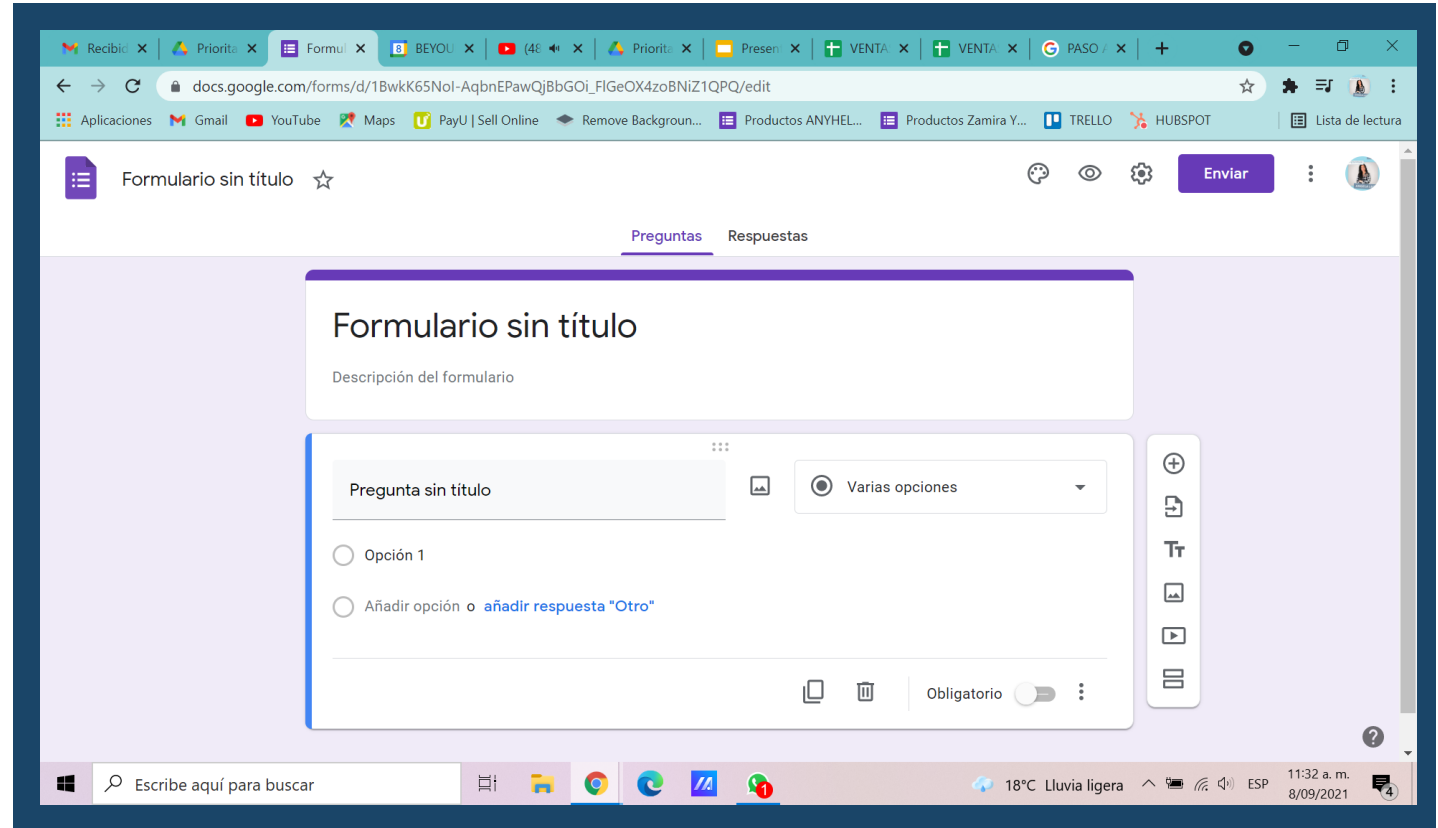 Recibid Priorita Formul BEYOU (48 Priorita Presen VENTA VENTA PASO A
docs.google.com/forms/d/1BwkK65NoI-AqbnEPawQjBbGOi_FlGeOX4zoBNiZ1QPQ/edit
Aplicaciones Gmail YouTube Maps PayU | Sell Online Remove Backgroun... Productos ANYHEL... Productos Zamira Y... TRELLO HUBSPOT Lista de lectura
Formulario sin título Enviar
Preguntas Respuestas
Formulario sin título
Descripción del formulario
Pregunta sin título Varias opciones
Opción 1
Añadir opción o añadir respuesta "Otro"
Obligatorio
Escribe aquí para buscar 18°C Lluvia ligera ESP 11:32 a. m.
8/09/2021